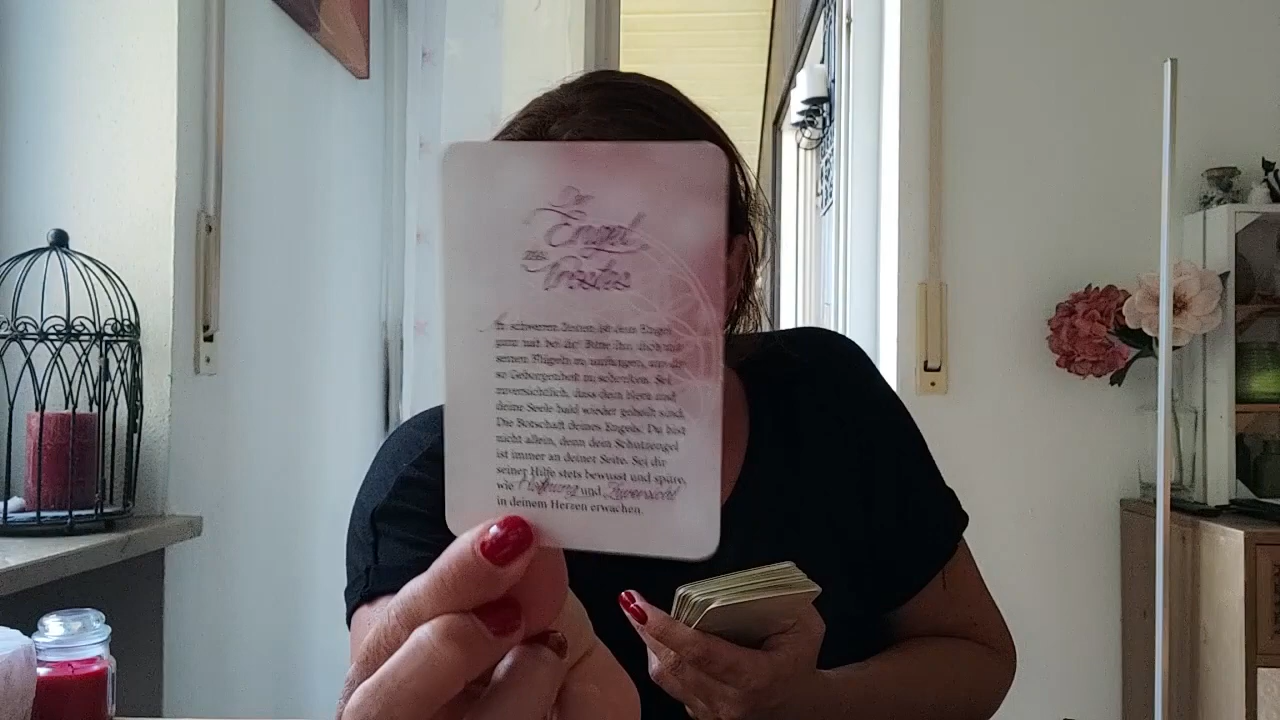 Der
Engel
des
Trostes
In schweren Zeiten ist dein Engel
ganz nah bei dir. Bitte ihn, dich mit
seinen Flügeln zu umfangen, um dir
so Geborgenheit zu schenken. Sei
zuversichtlich, dass dein Herz und
deine Seele bald wieder geheilt sind.
Die Botschaft deines Engels: Du bist
nicht allein, denn dein Schutzengel
ist immer an deiner Seite. Sei dir
seiner Hilfe stets bewusst und spüre,
wie Hoffnung und Zuversicht
in deinem Herzen erwachen.